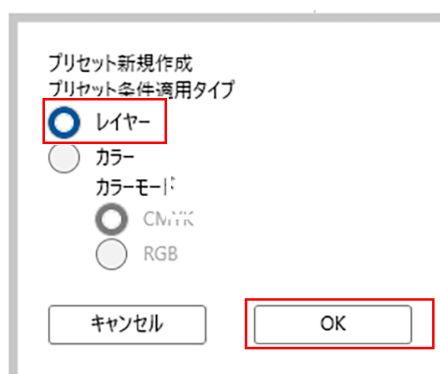 プリセット新規作成
プリセット条件適用タイプ
レイヤー
カラー
カラーモード
CMYK
RGB
キャンセル
OK